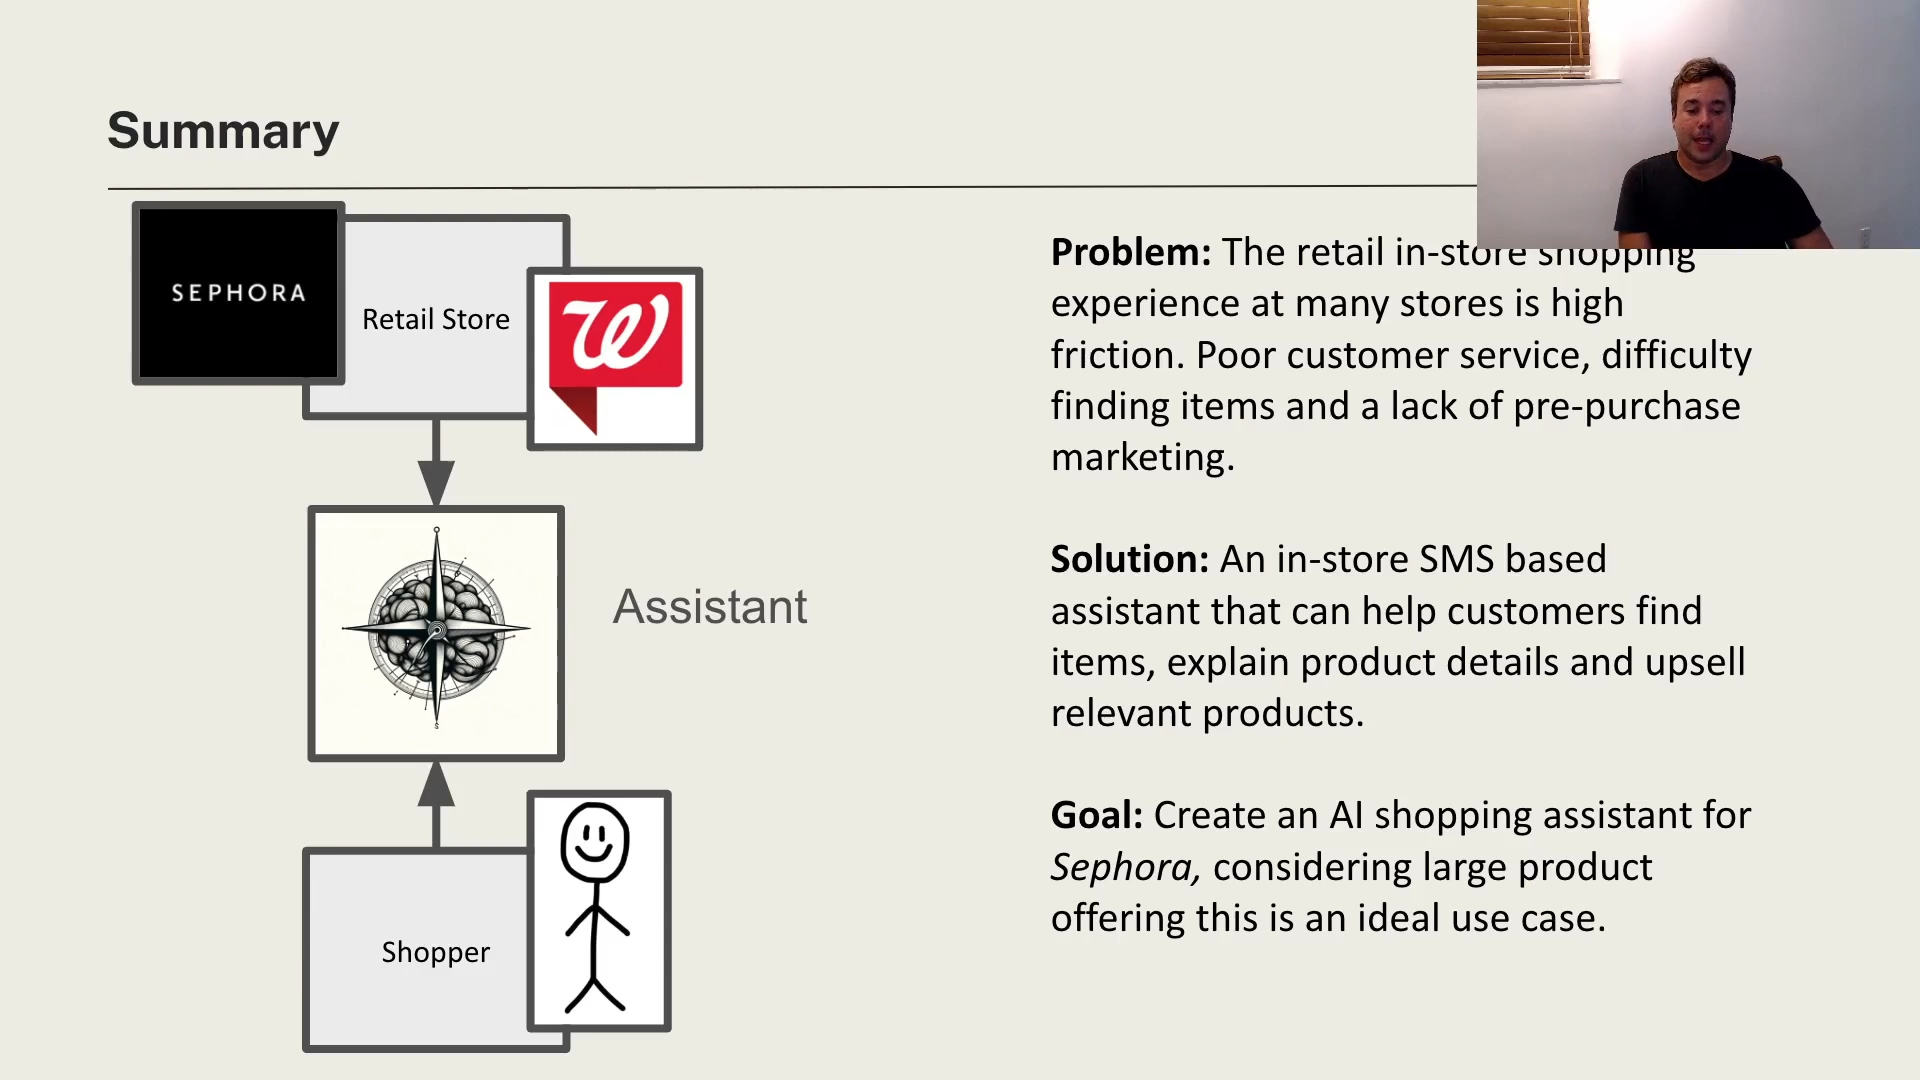 Summary
SEPHORA
Retail Store
W
Assistant
Shopper
Problem: The retail in-store shopping
experience at many stores is high
friction. Poor customer service, difficulty
finding items and a lack of pre-purchase
marketing.
Solution: An in-store SMS based
assistant that can help customers find
items, explain product details and upsell
relevant products.
Goal: Create an AI shopping assistant for
Sephora, considering large product
offering this is an ideal use case.